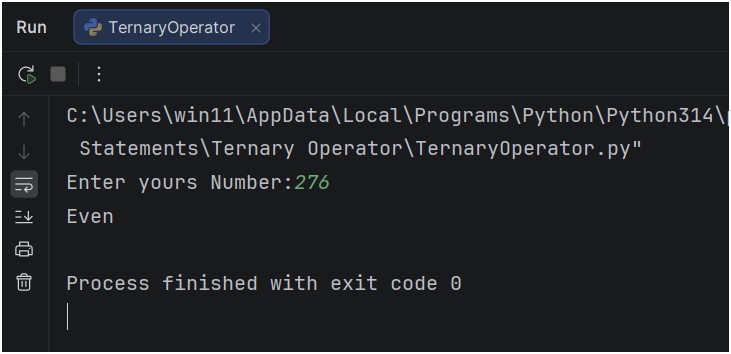 Run TernaryOperator
C:\Users\win11\AppData\Local\Programs\Python\Python314\
Statements\Ternary Operator\TernaryOperator.py"
Enter yours Number:276
Even
Process finished with exit code 0